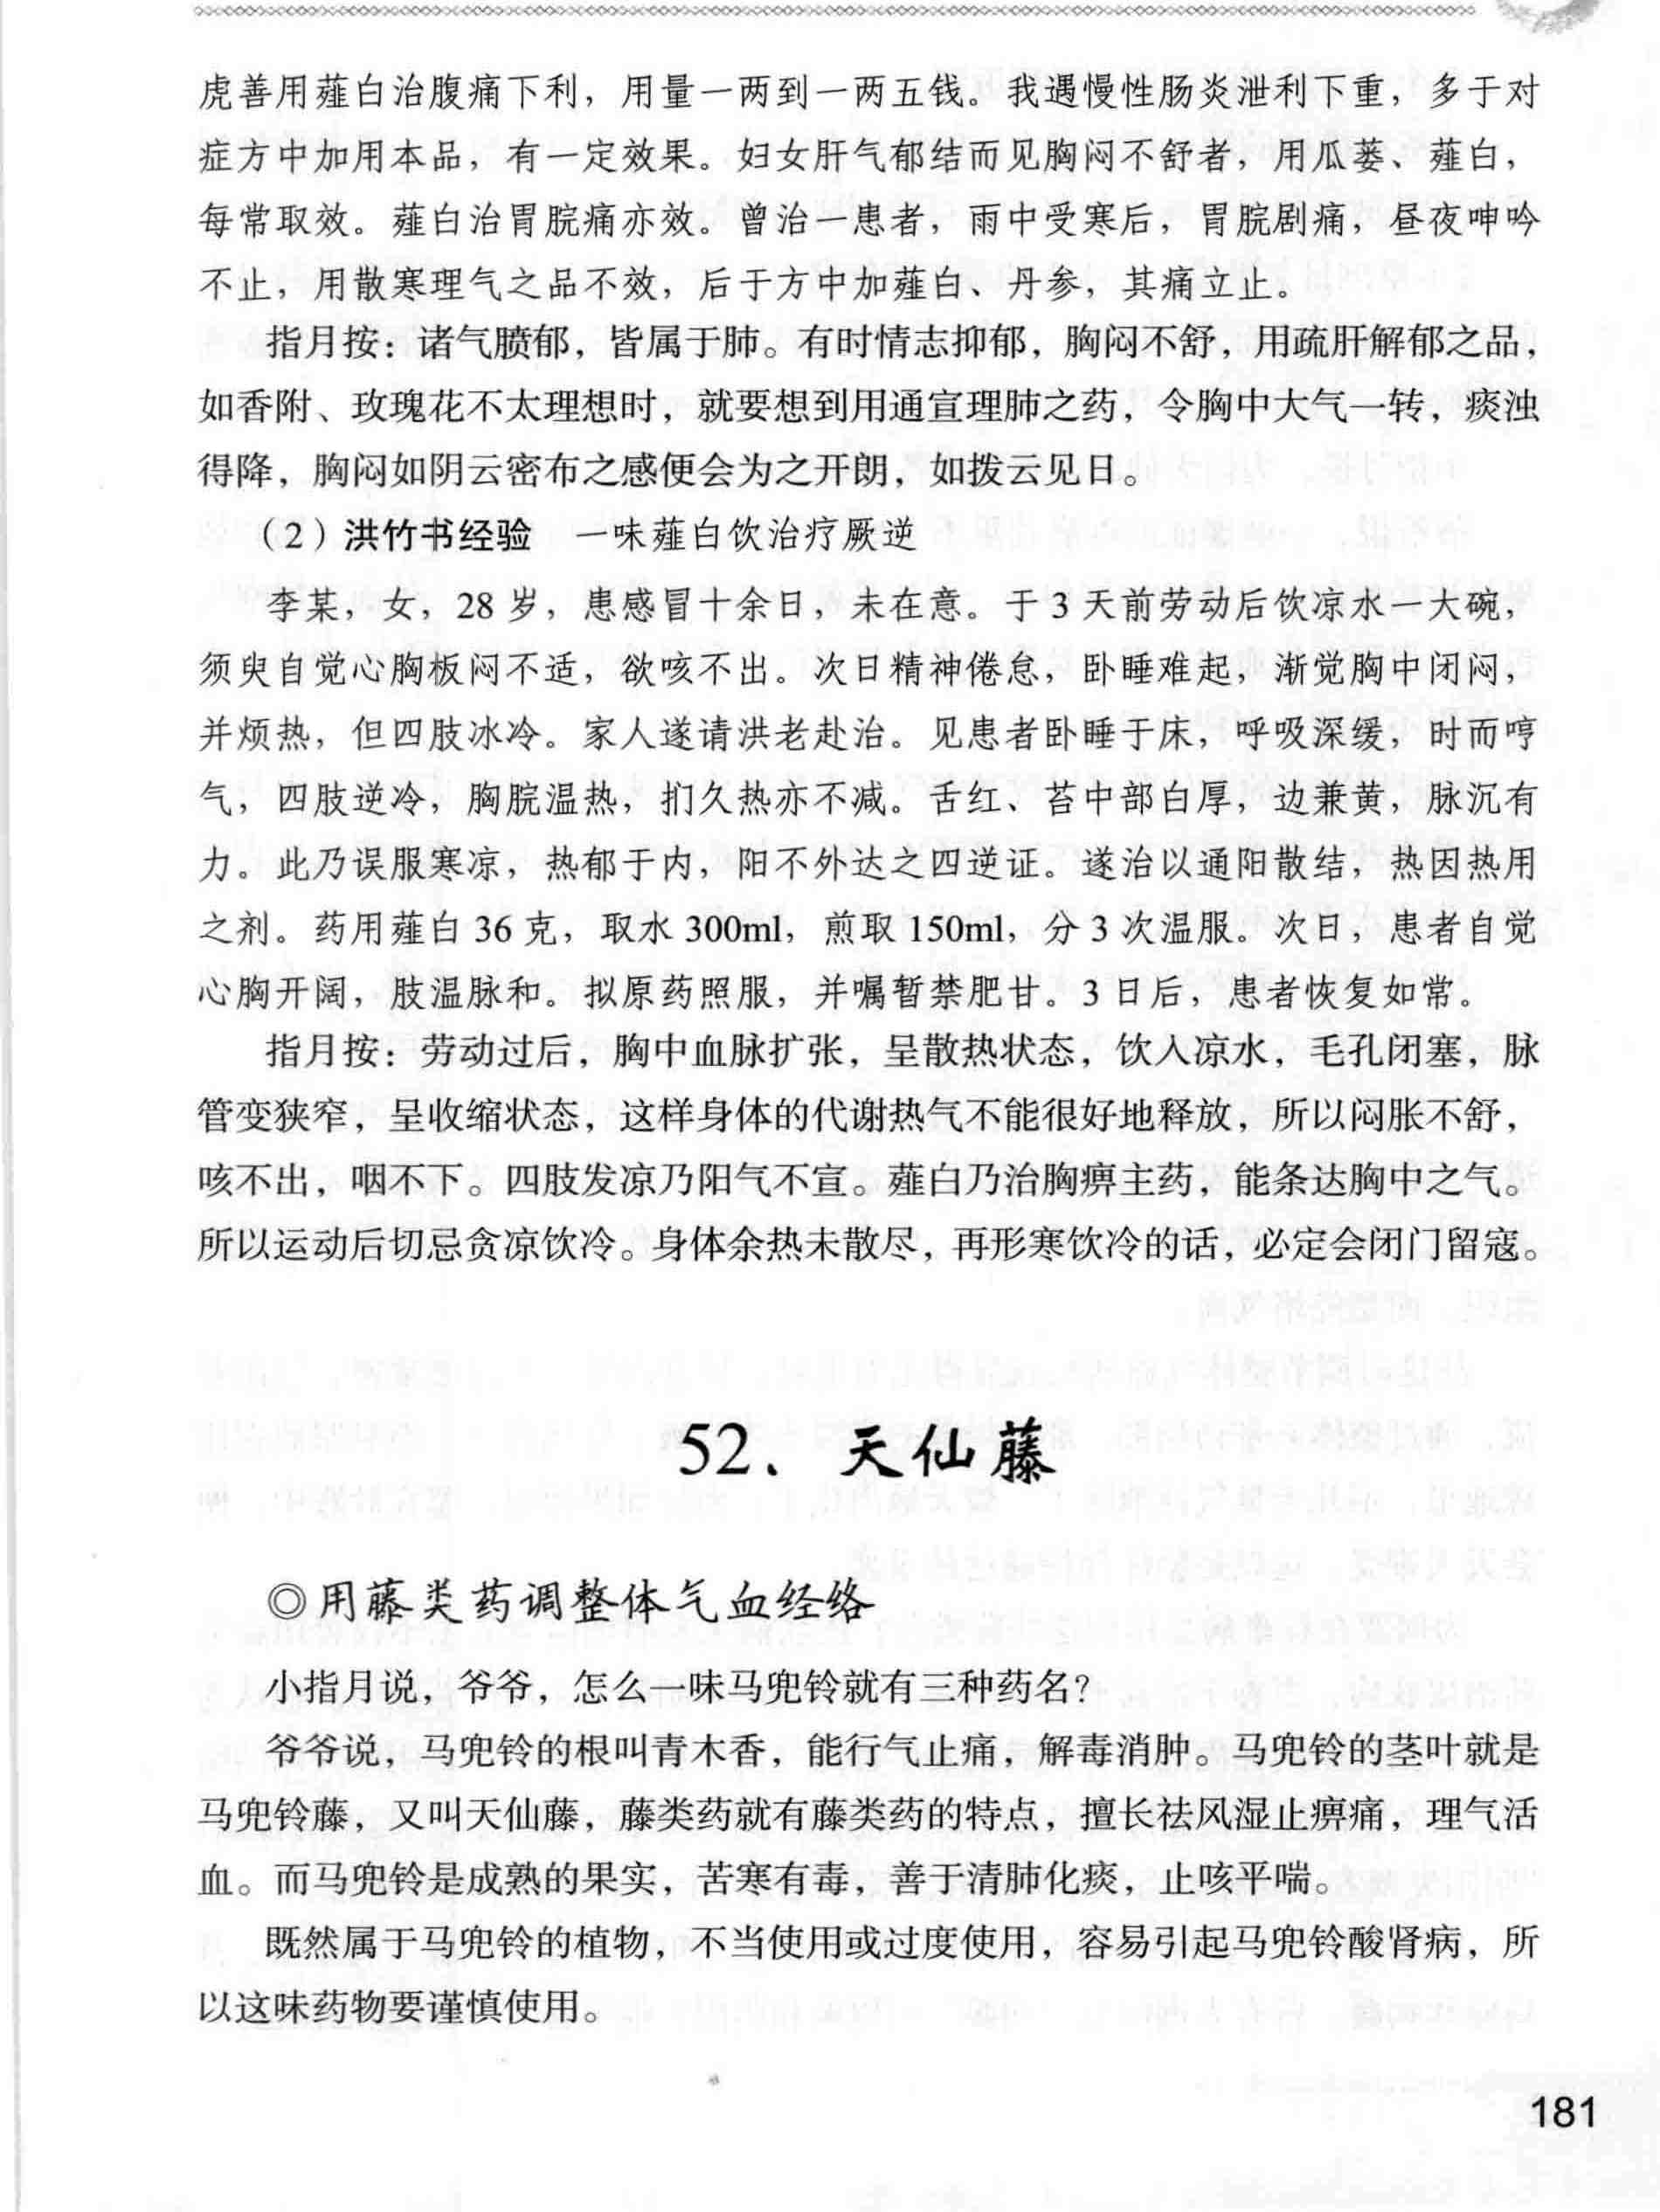 虎善用薤白治腹痛下利，用量一两到一两五钱。我遇慢性肠炎泄利下重，多于对
症方中加用本品，有一定效果。妇女肝气郁结而见胸闷不舒者，用瓜蒌、薤白，
每常取效。薤白治胃脘痛亦效。曾治一患者，雨中受寒后，胃脘剧痛，昼夜呻吟
不止，用散寒理气之品不效，后于方中加薤白、丹参，其痛立止。
指月按：诸气膹郁，皆属于肺。有时情志抑郁，胸闷不舒，用疏肝解郁之品，
如香附、玫瑰花不太理想时，就要想到用通宣理肺之药，令胸中大气一转，痰浊
得降，胸闷如阴云密布之感便会为之开朗，如拨云见日。
（2）洪竹书经验　一味薤白饮治疗厥逆
李某，女，28 岁，患感冒十余日，未在意。于 3 天前劳动后饮凉水一大碗，
须臾自觉心胸板闷不适，欲咳不出。次日精神倦怠，卧睡难起，渐觉胸中闭闷，
并烦热，但四肢冰冷。家人遂请洪老赴治。见患者卧睡于床，呼吸深缓，时而哼
气，四肢逆冷，胸脘温热，扪久热亦不减。舌红、苔中部白厚，边兼黄，脉沉有
力。此乃误服寒凉，热郁于内，阳不外达之四逆证。遂治以通阳散结，热因热用
之剂。药用薤白 36 克，取水 300ml，煎取 150ml，分 3 次温服。次日，患者自觉
心胸开阔，肢温脉和。拟原药照服，并嘱暂禁肥甘。3 日后，患者恢复如常。
指月按：劳动过后，胸中血脉扩张，呈散热状态，饮入凉水，毛孔闭塞，脉
管变狭窄，呈收缩状态，这样身体的代谢热气不能很好地释放，所以闷胀不舒，
咳不出，咽不下。四肢发凉乃阳气不宣。薤白乃治胸痹主药，能条达胸中之气。
所以运动后切忌贪凉饮冷。身体余热未散尽，再形寒饮冷的话，必定会闭门留寇。
52、天仙藤
◎用藤类药调整体气血经络
小指月说，爷爷，怎么一味马兜铃就有三种药名？
爷爷说，马兜铃的根叫青木香，能行气止痛，解毒消肿。马兜铃的茎叶就是
马兜铃藤，又叫天仙藤，藤类药就有藤类药的特点，擅长祛风湿止痹痛，理气活
血。而马兜铃是成熟的果实，苦寒有毒，善于清肺化痰，止咳平喘。
既然属于马兜铃的植物，不当使用或过度使用，容易引起马兜铃酸肾病，所
以这味药物要谨慎使用。
181